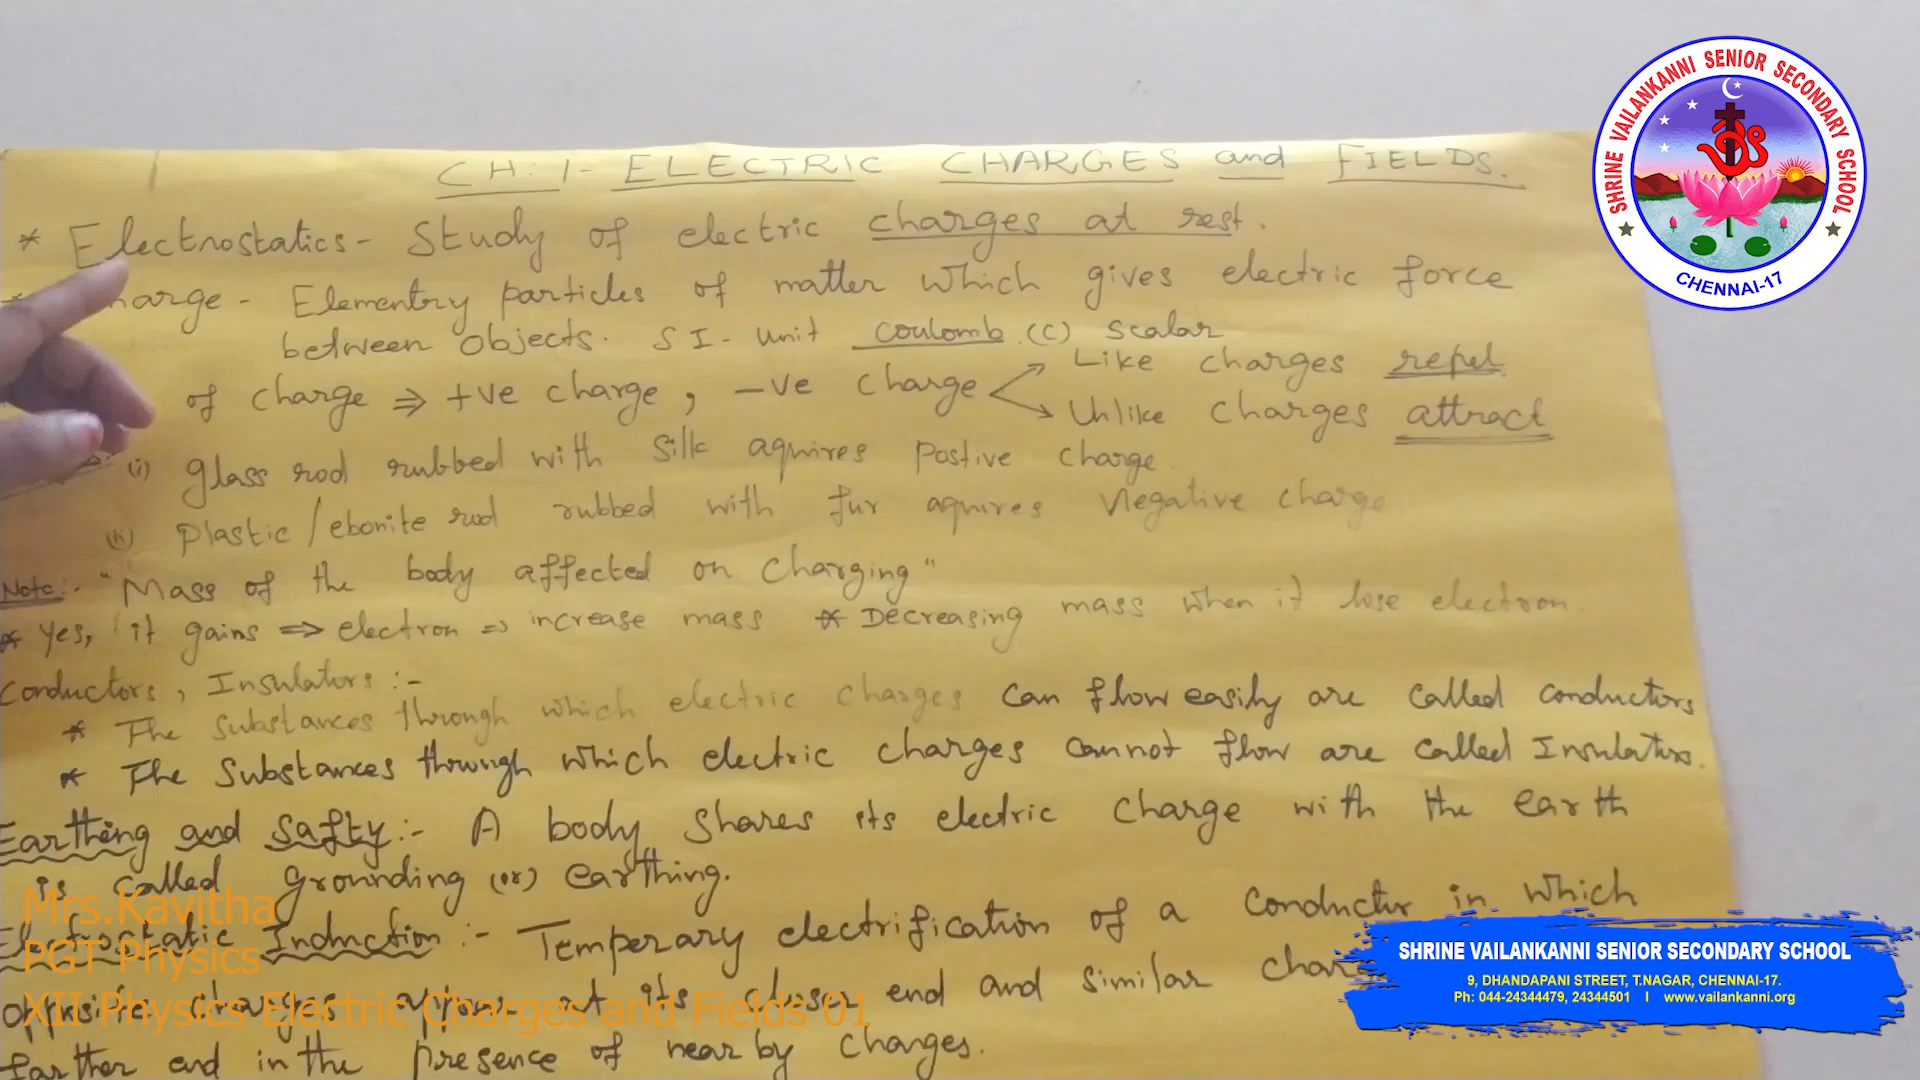 CH: 1- ELECTRIC CHARGES and FIELDS.
* Electrostatics - Study of electric charges at rest.
harge - Elementry particles of matter which gives electric force
between objects. SI- unit coulomb (C) scalar
of charge ⇒ +ve charge, -ve charge
Like charges repel
Unlike charges attract
(i) Glass rod rubbed with silk aquires postive charge.
(ii) Plastic/ebonite rod rubbed with fur aquires Negative charge
Note:- "Mass of the body affected on charging"
* Yes, it gains ⇒ electron ⇒ increase mass * Decreasing mass when it lose electron.
Conductors, Insulators :-
* The substances through which electric charges can flow easily are called conductors
* The substances through which electric charges cannot flow are called Insulators.
Earthing and Safty:- A body shares its electric charge with the earth
is called Grounding (or) earthing.
Induction :- Temperary electrification of a conductor in which
opposite charges at its closer end and similar
farther end in the presence of near by charges.
Mrs.Kavitha
PGT Physics
XII Physics Electric Charges and Fields 01
SHRINE VAILANKANNI SENIOR SECONDARY SCHOOL
CHENNAI-17
SHRINE VAILANKANNI SENIOR SECONDARY SCHOOL
9, DHANDAPANI STREET, T.NAGAR, CHENNAI-17.
Ph: 044-24344479, 24344501 | www.vailankanni.org